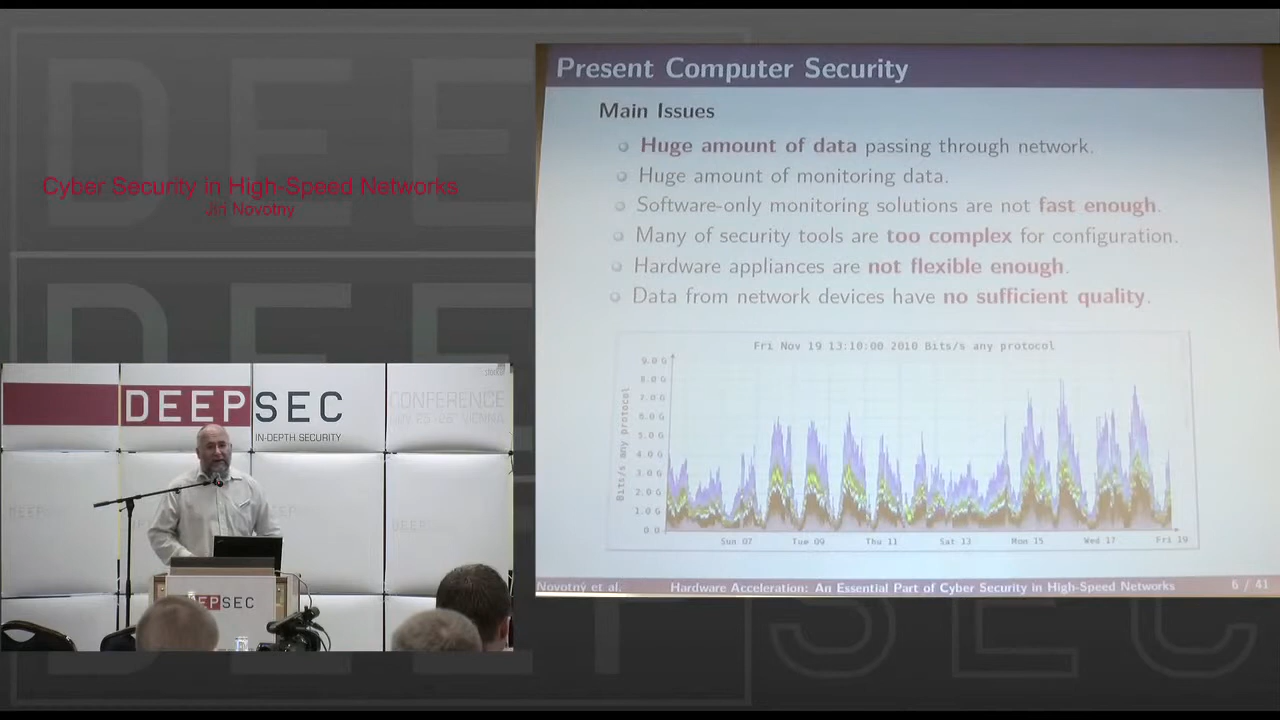 Cyber Security in High-Speed Networks
Jiri Novotny
DEEPSEC
CONFERENCE
IN-DEPTH SECURITY
DEEPSEC
Present Computer Security
Main Issues
Huge amount of data passing through network.
Huge amount of monitoring data.
Software-only monitoring solutions are not fast enough.
Many of security tools are too complex for configuration.
Hardware appliances are not flexible enough.
Data from network devices have no sufficient quality.
Fri Nov 19 13:10:00 2010 Bits/s any protocol
Bits/s any protocol
9.0 G
8.0 G
7.0 G
6.0 G
5.0 G
4.0 G
3.0 G
2.0 G
1.0 G
0.0
Sun 07 Tue 09 Thu 11 Sat 13 Mon 15 Wed 17 Fri 19
Novotný et al. Hardware Acceleration: An Essential Part of Cyber Security in High-Speed Networks 6 / 41